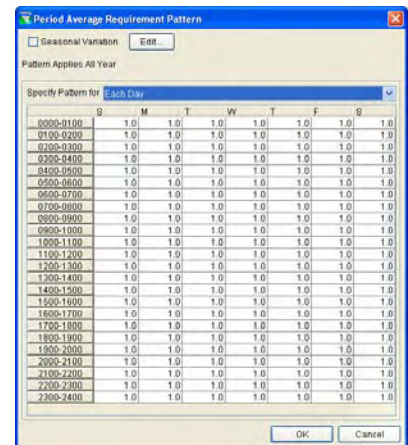 Period Average Requirement Pattern
Seasonal Variation Edit...
Pattern Applies All Year
Specify Pattern for Each Day
S M T W T F S
0000-0100 1.0 1.0 1.0 1.0 1.0 1.0 1.0
0100-0200 1.0 1.0 1.0 1.0 1.0 1.0 1.0
0200-0300 1.0 1.0 1.0 1.0 1.0 1.0 1.0
0300-0400 1.0 1.0 1.0 1.0 1.0 1.0 1.0
0400-0500 1.0 1.0 1.0 1.0 1.0 1.0 1.0
0500-0600 1.0 1.0 1.0 1.0 1.0 1.0 1.0
0600-0700 1.0 1.0 1.0 1.0 1.0 1.0 1.0
0700-0800 1.0 1.0 1.0 1.0 1.0 1.0 1.0
0800-0900 1.0 1.0 1.0 1.0 1.0 1.0 1.0
0900-1000 1.0 1.0 1.0 1.0 1.0 1.0 1.0
1000-1100 1.0 1.0 1.0 1.0 1.0 1.0 1.0
1100-1200 1.0 1.0 1.0 1.0 1.0 1.0 1.0
1200-1300 1.0 1.0 1.0 1.0 1.0 1.0 1.0
1300-1400 1.0 1.0 1.0 1.0 1.0 1.0 1.0
1400-1500 1.0 1.0 1.0 1.0 1.0 1.0 1.0
1500-1600 1.0 1.0 1.0 1.0 1.0 1.0 1.0
1600-1700 1.0 1.0 1.0 1.0 1.0 1.0 1.0
1700-1800 1.0 1.0 1.0 1.0 1.0 1.0 1.0
1800-1900 1.0 1.0 1.0 1.0 1.0 1.0 1.0
1900-2000 1.0 1.0 1.0 1.0 1.0 1.0 1.0
2000-2100 1.0 1.0 1.0 1.0 1.0 1.0 1.0
2100-2200 1.0 1.0 1.0 1.0 1.0 1.0 1.0
2200-2300 1.0 1.0 1.0 1.0 1.0 1.0 1.0
2300-2400 1.0 1.0 1.0 1.0 1.0 1.0 1.0
OK Cancel